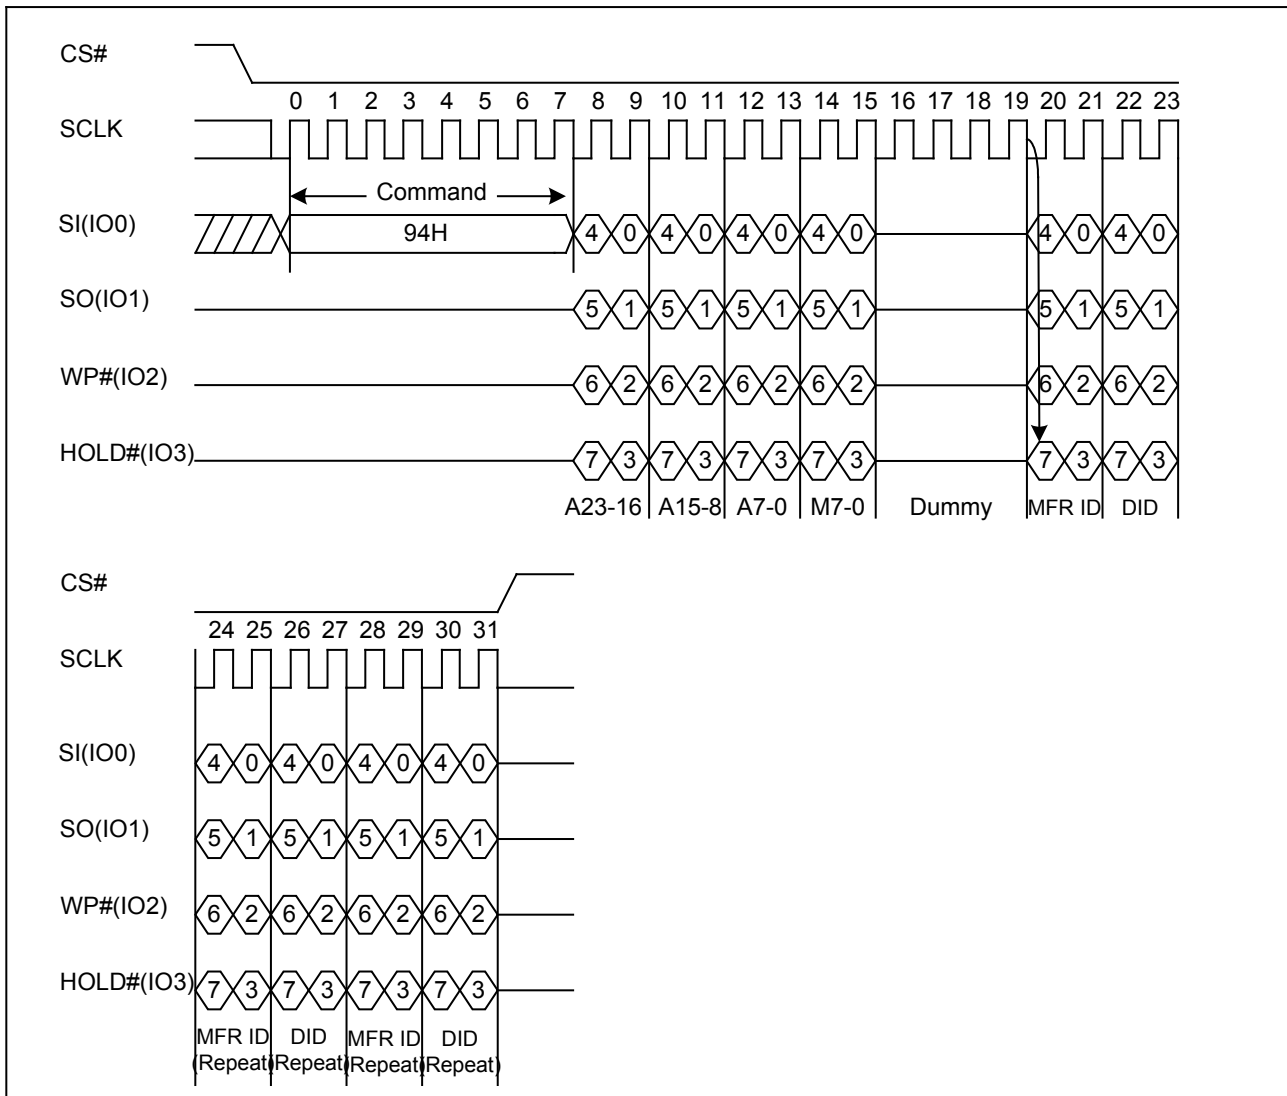 CS#
0 1 2 3 4 5 6 7 8 9 10 11 12 13 14 15 16 17 18 19 20 21 22 23
SCLK
Command
SI(IO0) 94H 4 0 4 0 4 0 4 0 4 0 4 0
SO(IO1) 5 1 5 1 5 1 5 1 5 1 5 1
WP#(IO2) 6 2 6 2 6 2 6 2 6 2 6 2
HOLD#(IO3) 7 3 7 3 7 3 7 3 7 3 7 3
A23-16 A15-8 A7-0 M7-0 Dummy MFR ID DID
CS#
24 25 26 27 28 29 30 31
SCLK
SI(IO0) 4 0 4 0 4 0 4 0
SO(IO1) 5 1 5 1 5 1 5 1
WP#(IO2) 6 2 6 2 6 2 6 2
HOLD#(IO3) 7 3 7 3 7 3 7 3
MFR ID DID MFR ID DID
(Repeat) (Repeat) (Repeat) (Repeat)